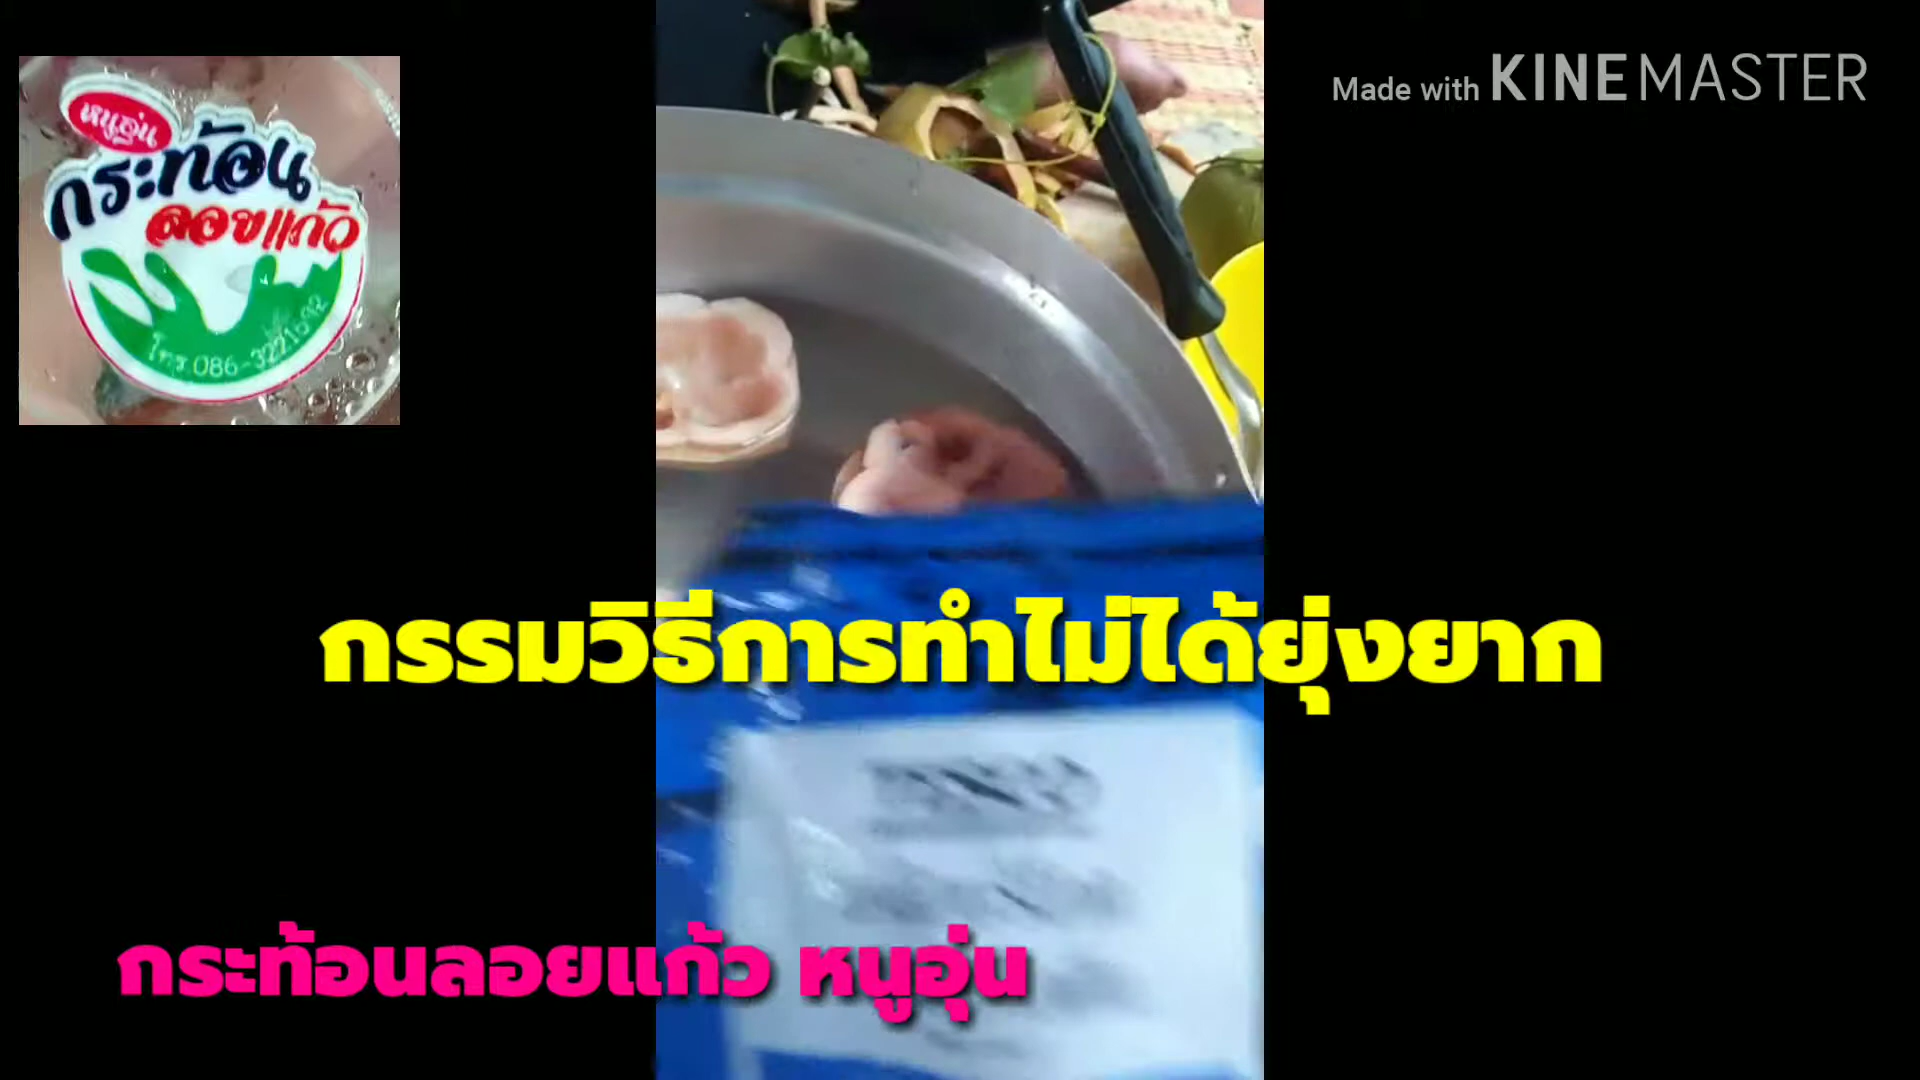 หนูอุ่น
กระท้อน
ลอยแก้ว
โทร.086-3221692
Made with KINEMASTER
กรรมวิธีการทำไม่ได้ยุ่งยาก
กระท้อนลอยแก้ว หนูอุ่น